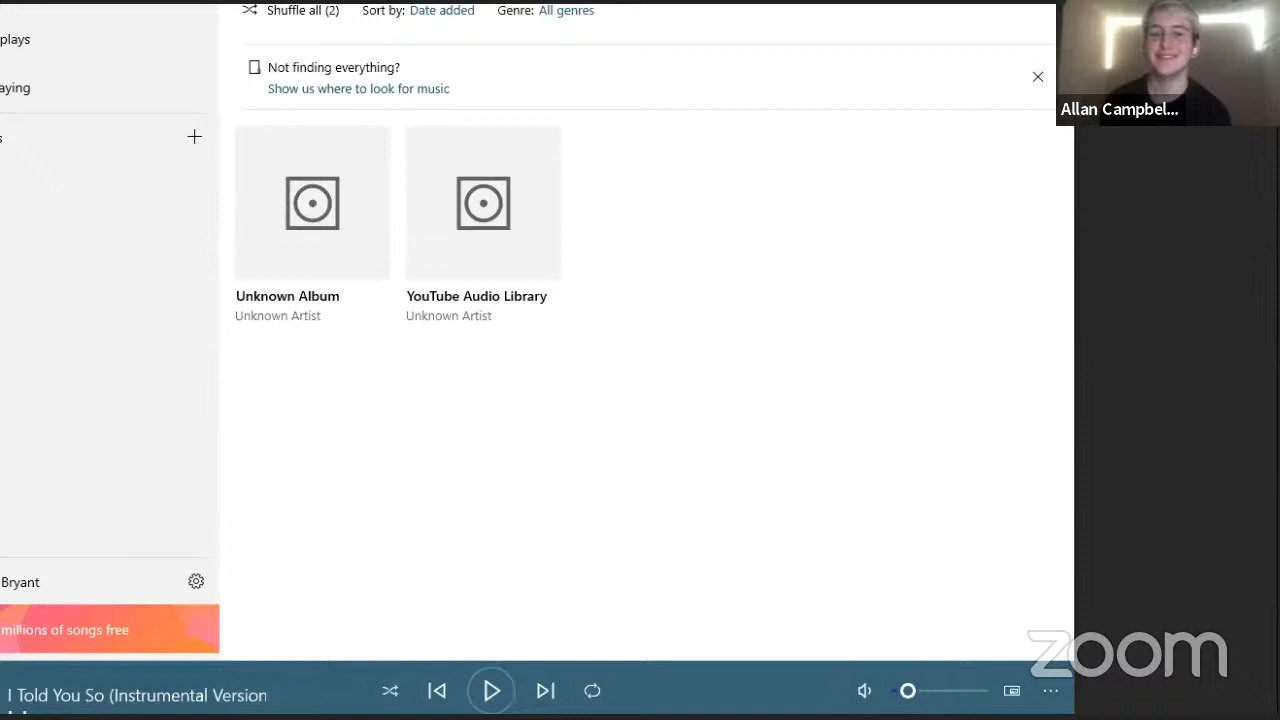 Shuffle all (2) Sort by: Date added Genre: All genres
plays
Not finding everything?
Show us where to look for music
aying
Allan Campbel...
s
Unknown Album
Unknown Artist
YouTube Audio Library
Unknown Artist
Bryant
millions of songs free
zoom
I Told You So (Instrumental Version